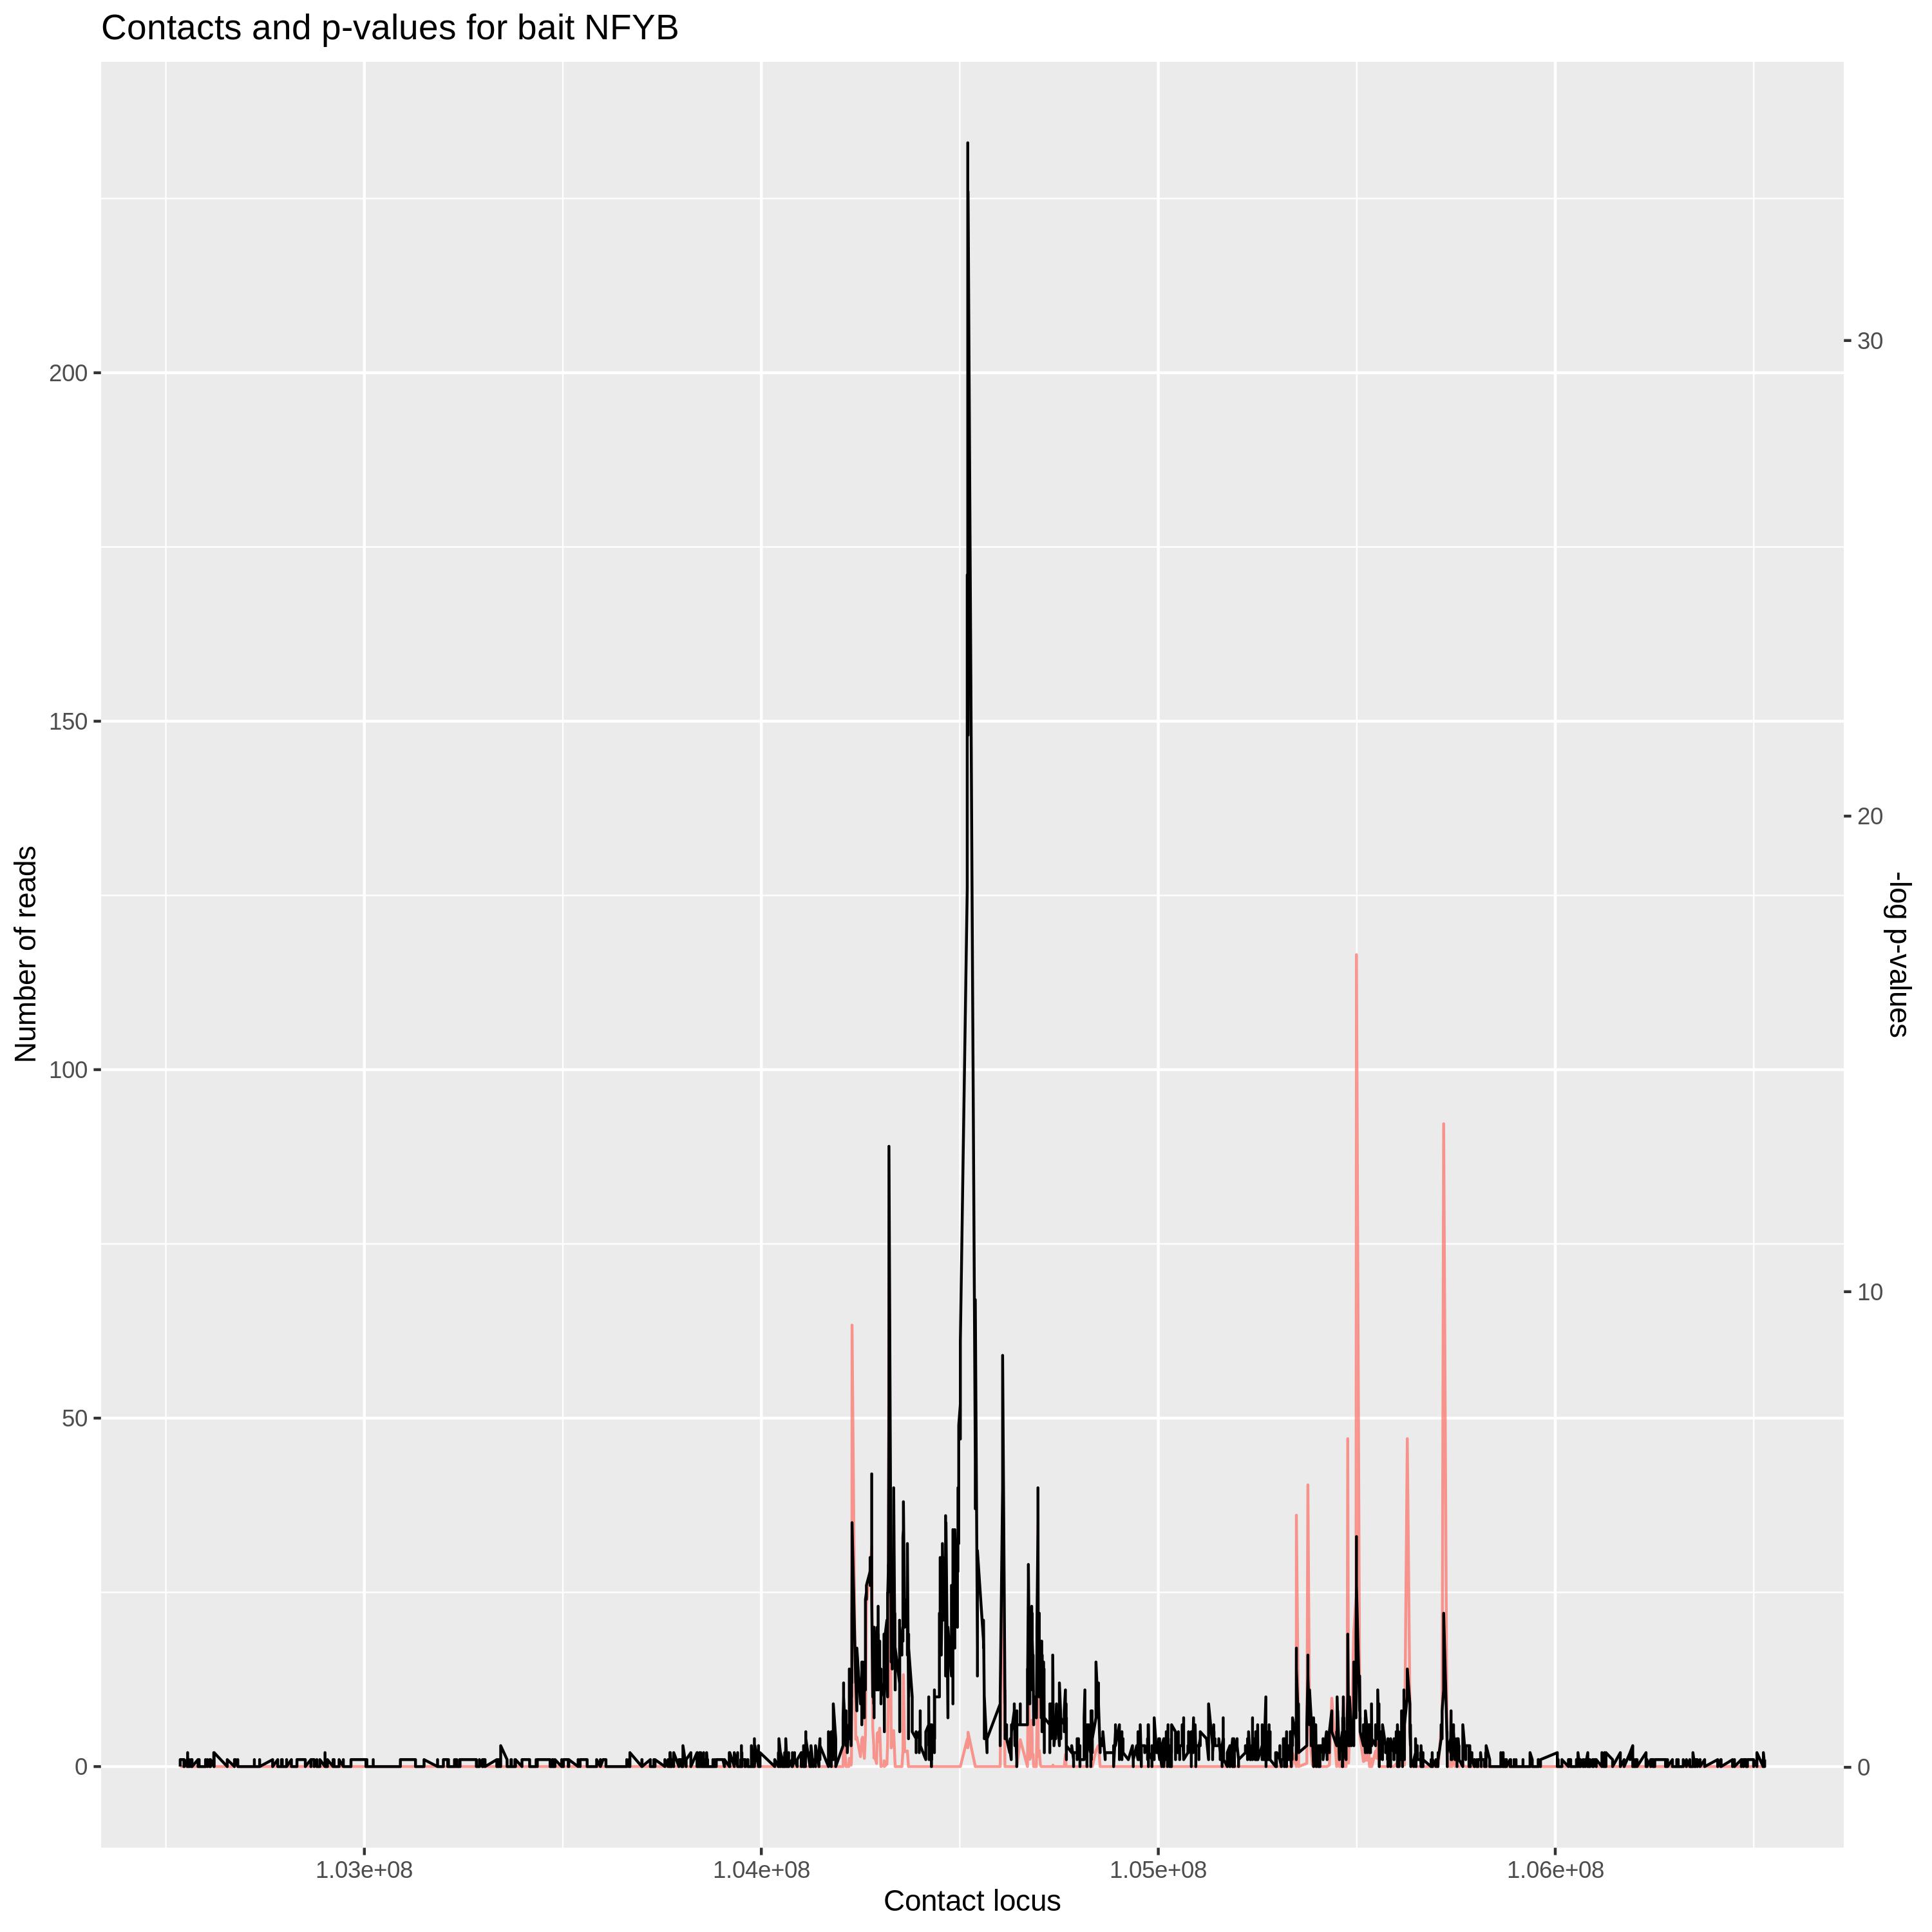 Contacts and p-values for bait NFYB
Number of reads
200
150
100
50
0
30
20
10
0
-log p-values
1.03e+08
1.04e+08
1.05e+08
1.06e+08
Contact locus